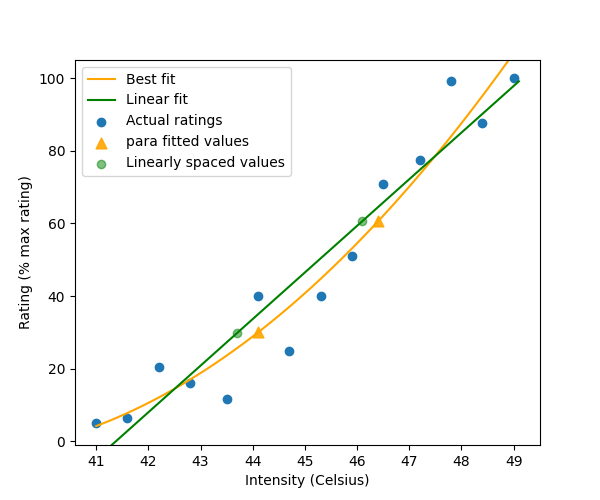 Best fit
Linear fit
Actual ratings
para fitted values
Linearly spaced values
100
80
60
40
20
0
Rating (% max rating)
41 42 43 44 45 46 47 48 49
Intensity (Celsius)